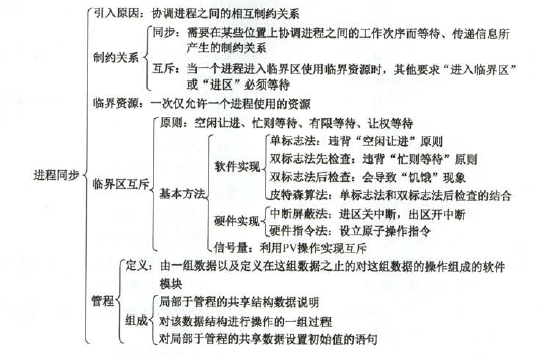 引入原因：协调进程之间的相互制约关系
同步：需要在某些位置上协调进程之间的工作次序而等待、传递信息所
产生的制约关系
制约关系
互斥：当一个进程进入临界区使用临界资源时，其他要求“进入临界区”
或“进区”必须等待
临界资源：一次仅允许一个进程使用的资源
原则：空闲让进、忙则等待、有限等待、让权等待
单标志法：违背“空闲让进”原则
双标志法先检查：违背“忙则等待”原则
软件实现
双标志法后检查：会导致“饥饿”现象
进程同步
临界区互斥
基本方法
皮特森算法：单标志法和双标志法后检查的结合
中断屏蔽法：进区关中断，出区开中断
硬件实现
硬件指令法：设立原子操作指令
信号量：利用PV操作实现互斥
定义：由一组数据以及定义在这组数据之止的对这组数据的操作组成的软件
模块
管程
局部于管程的共享结构数据说明
组成
对该数据结构进行操作的一组过程
对局部于管程的共享数据设置初始值的语句